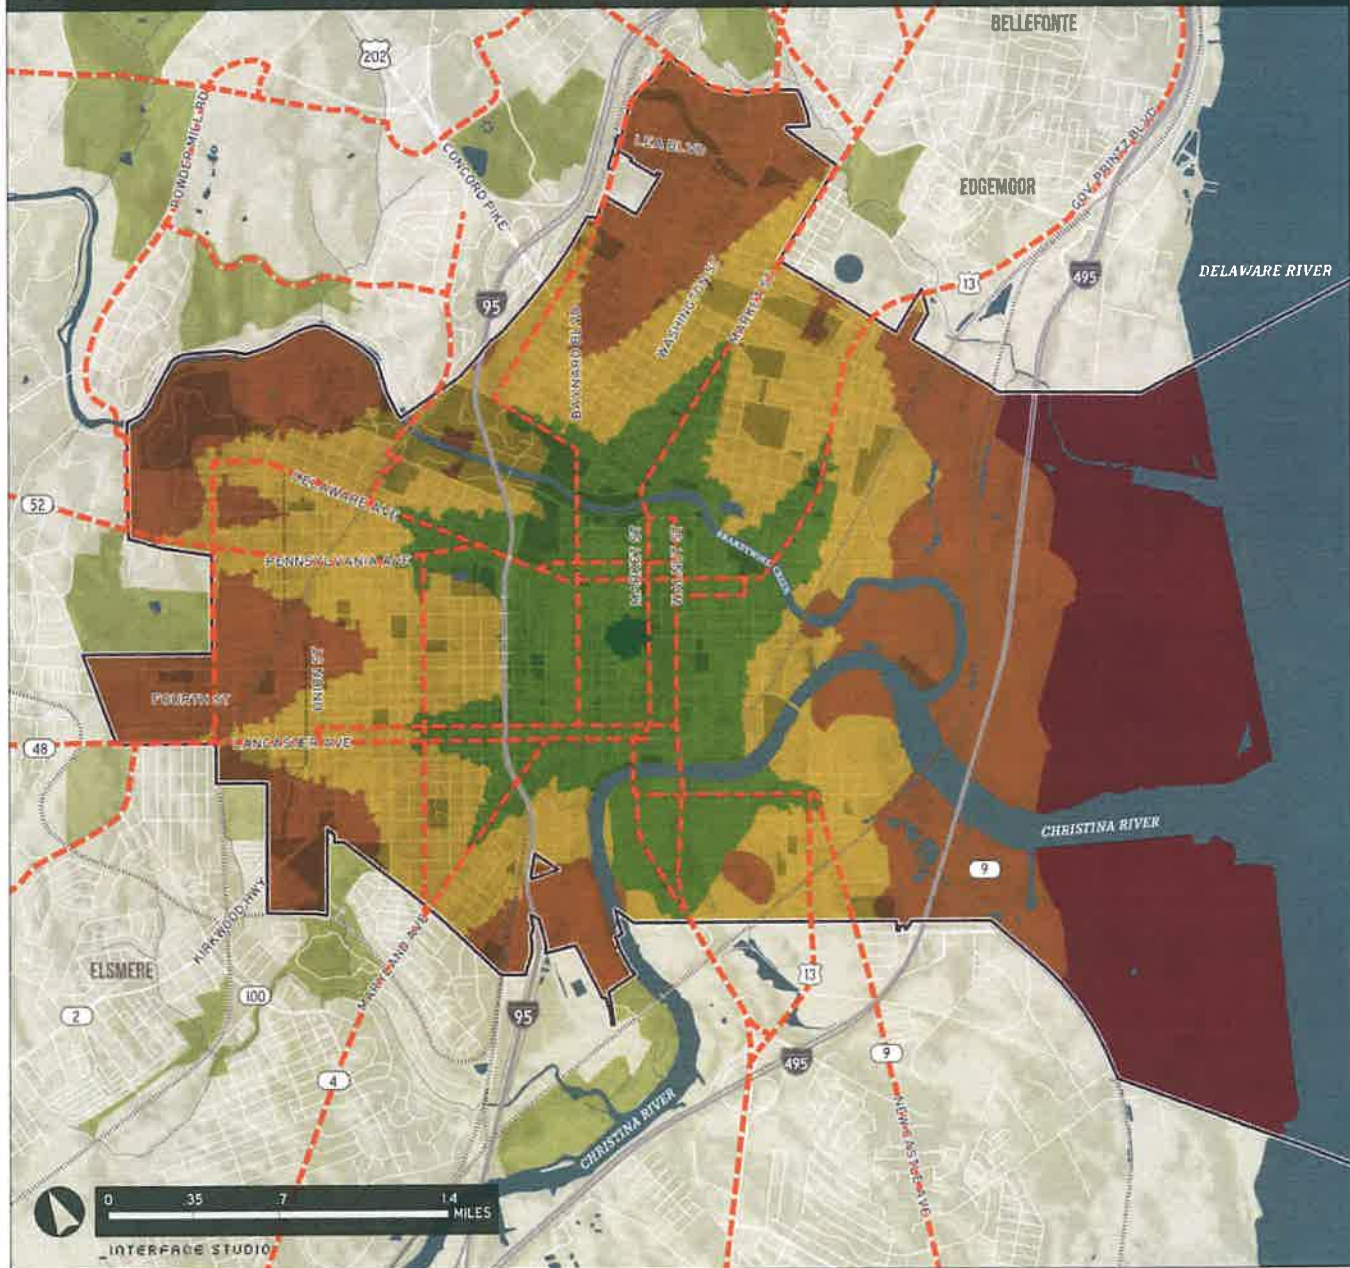 BELLEFONTE
202
POWDER MILL RD
CONCORD PIKE
LEA BLVD
EDGEMOOR
GOV. PRINTZ BLVD
DELAWARE RIVER
495
13
95
WASHINGTON ST
MARKET ST
BAYNARD BLVD
52
DELAWARE AVE
PENNSYLVANIA AVE
MARKET ST
WALNUT ST
BRANDYWINE RIVER
UNION ST
FOURTH ST
48
LANCASTER AVE
CHRISTINA RIVER
9
KIRKWOOD HWY
ELSMERE
MARYLAND AVE
13
100
2
95
4
495
9
NEW CASTLE AVE
CHRISTINA RIVER
0 .35 .7 1.4
MILES
INTERFACE STUDIO